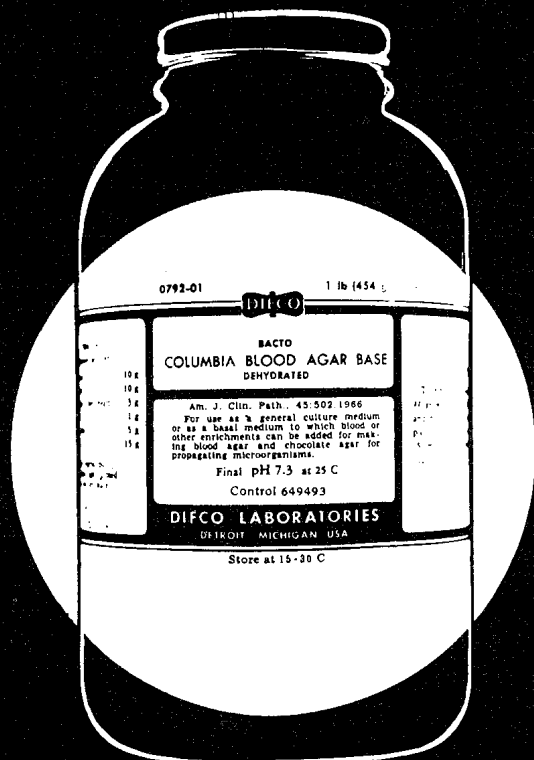 0792-01 1 lb (454
DIFCO
BACTO
COLUMBIA BLOOD AGAR BASE
DEHYDRATED
10 g
10 g
5 g
1 g
5 g
15 g
Am. J. Clin. Path., 45:502 1966
For use as a general culture medium
or as a basal medium to which blood or
other enrichments can be added for mak-
ing blood agar and chocolate agar for
propagating microorganisms.
Final pH 7.3 at 25 C
Control 649493
DIFCO LABORATORIES
DETROIT MICHIGAN USA
Store at 15-30 C